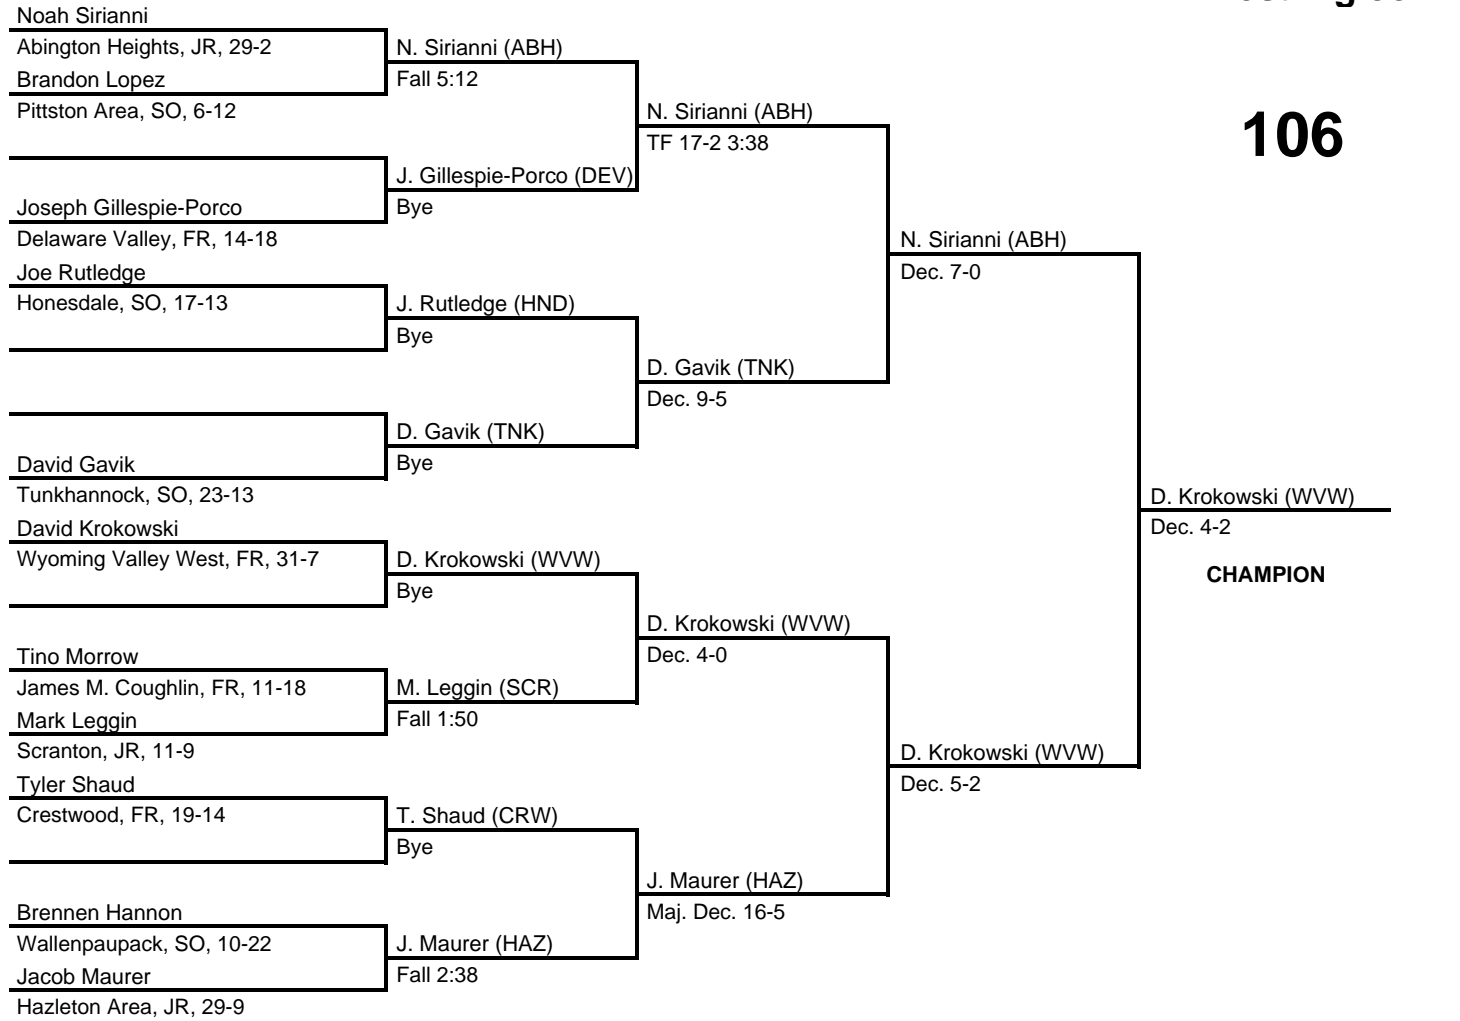 Noah Sirianni
Abington Heights, JR, 29-2
Brandon Lopez
Pittston Area, SO, 6-12
Joseph Gillespie-Porco
Delaware Valley, FR, 14-18
Joe Rutledge
Honesdale, SO, 17-13
David Gavik
Tunkhannock, SO, 23-13
David Krokowski
Wyoming Valley West, FR, 31-7
Tino Morrow
James M. Coughlin, FR, 11-18
Mark Leggin
Scranton, JR, 11-9
Tyler Shaud
Crestwood, FR, 19-14
Brennen Hannon
Wallenpaupack, SO, 10-22
Jacob Maurer
Hazleton Area, JR, 29-9
N. Sirianni (ABH)
Fall 5:12
J. Gillespie-Porco (DEV)
Bye
J. Rutledge (HND)
Bye
D. Gavik (TNK)
Bye
D. Krokowski (WVW)
Bye
M. Leggin (SCR)
Fall 1:50
T. Shaud (CRW)
Bye
J. Maurer (HAZ)
Fall 2:38
N. Sirianni (ABH)
TF 17-2 3:38
D. Gavik (TNK)
Dec. 9-5
D. Krokowski (WVW)
Dec. 4-0
J. Maurer (HAZ)
Maj. Dec. 16-5
N. Sirianni (ABH)
Dec. 7-0
D. Krokowski (WVW)
Dec. 5-2
106
D. Krokowski (WVW)
Dec. 4-2
CHAMPION